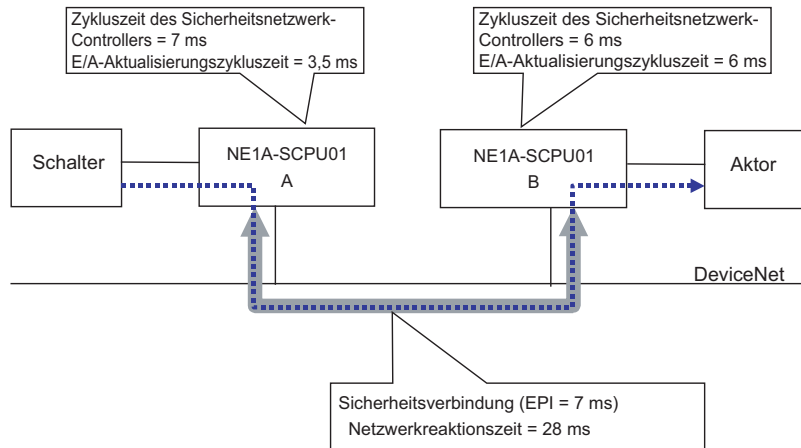 Zykluszeit des Sicherheitsnetzwerk-
Controllers = 7 ms
E/A-Aktualisierungszykluszeit = 3,5 ms
Zykluszeit des Sicherheitsnetzwerk-
Controllers = 6 ms
E/A-Aktualisierungszykluszeit = 6 ms
Schalter
NE1A-SCPU01
A
NE1A-SCPU01
B
Aktor
DeviceNet
Sicherheitsverbindung (EPI = 7 ms)
Netzwerkreaktionszeit = 28 ms